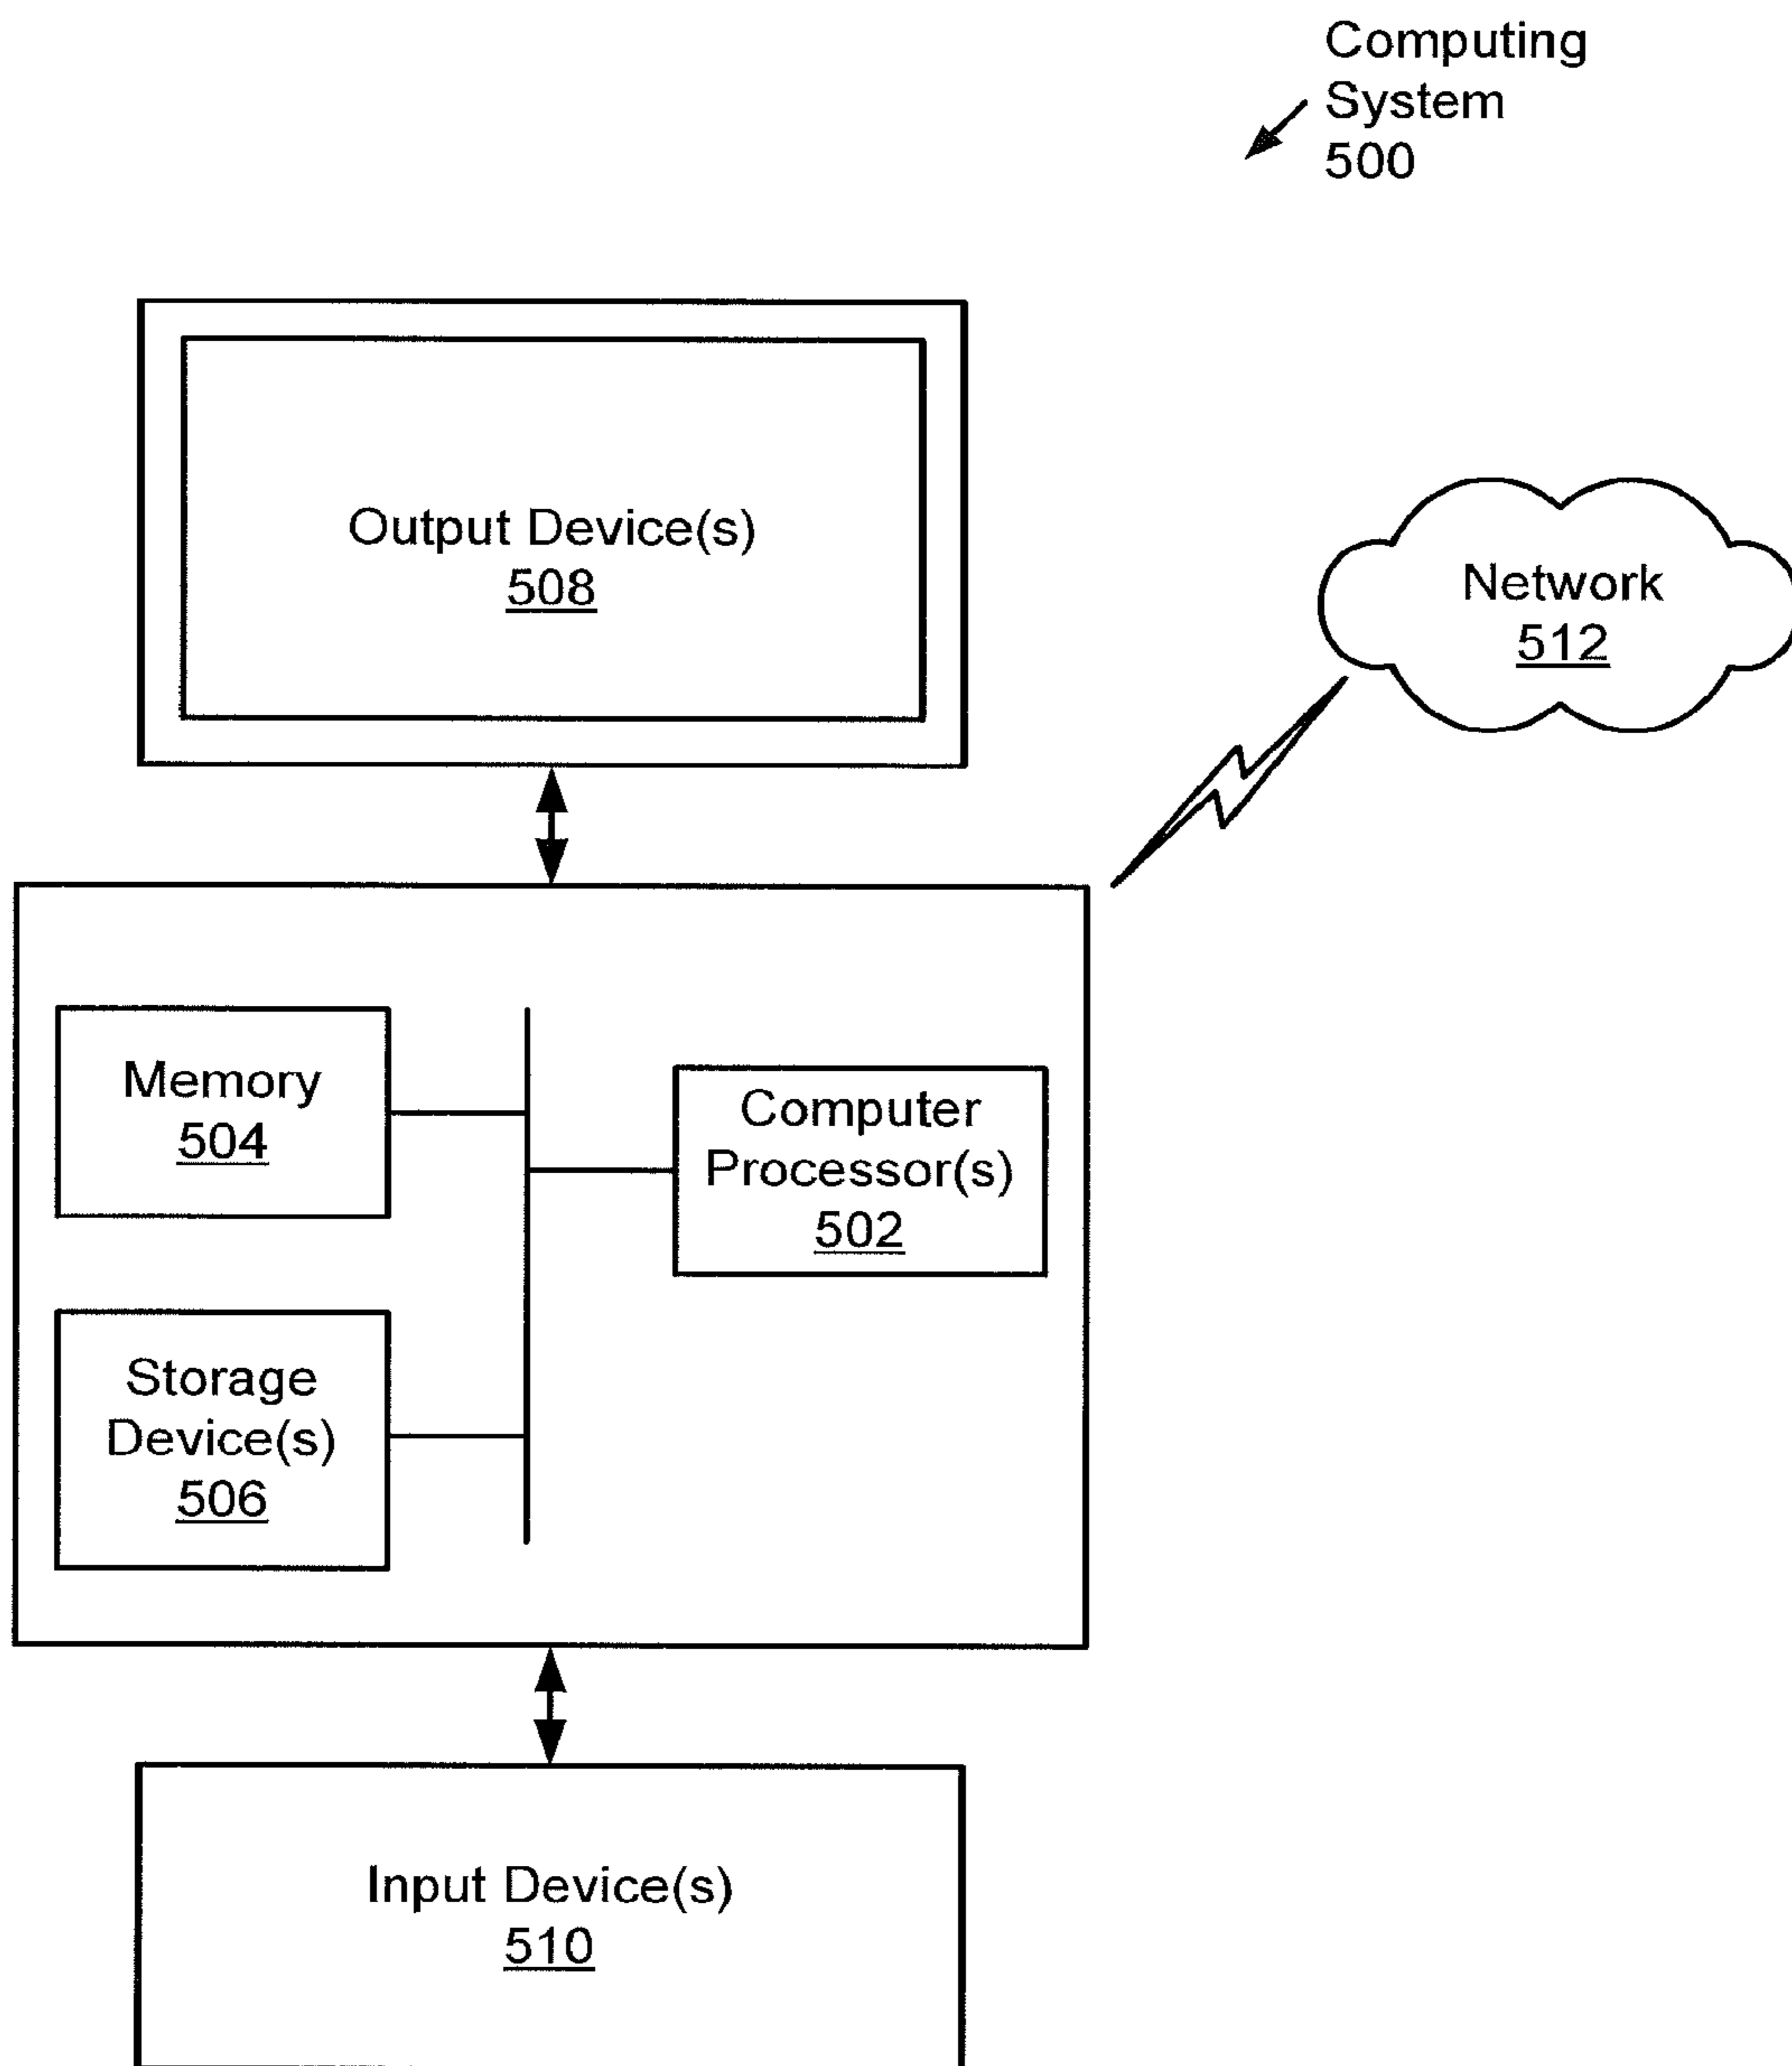 Computing
System
500
Output Device(s)
508
Network
512
Memory
504
Computer
Processor(s)
502
Storage
Device(s)
506
Input Device(s)
510